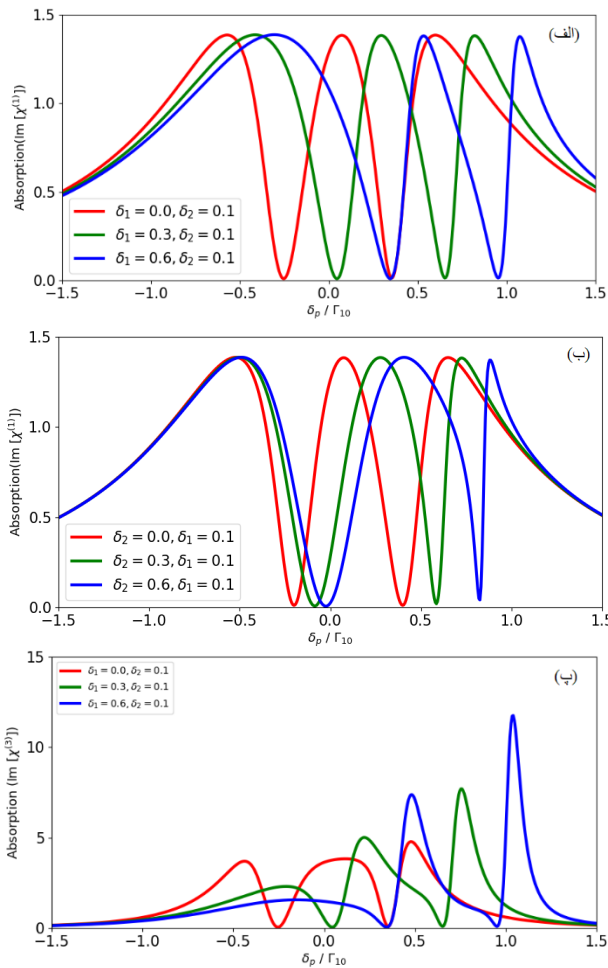 (الف)
1.5
1.0
0.5
0.0
Absorption(Im [χ⁽¹⁾])
δ₁ = 0.0, δ₂ = 0.1
δ₁ = 0.3, δ₂ = 0.1
δ₁ = 0.6, δ₂ = 0.1
−1.5 −1.0 −0.5 0.0 0.5 1.0 1.5
δₚ / Γ₁₀
(ب)
1.5
1.0
0.5
0.0
Absorption(Im [χ⁽¹⁾])
δ₂ = 0.0, δ₁ = 0.1
δ₂ = 0.3, δ₁ = 0.1
δ₂ = 0.6, δ₁ = 0.1
−1.5 −1.0 −0.5 0.0 0.5 1.0 1.5
δₚ / Γ₁₀
(پ)
15
10
5
0
Absorption (Im [χ⁽³⁾])
δ₁ = 0.0, δ₂ = 0.1
δ₁ = 0.3, δ₂ = 0.1
δ₁ = 0.6, δ₂ = 0.1
−1.5 −1.0 −0.5 0.0 0.5 1.0 1.5
δₚ / Γ₁₀